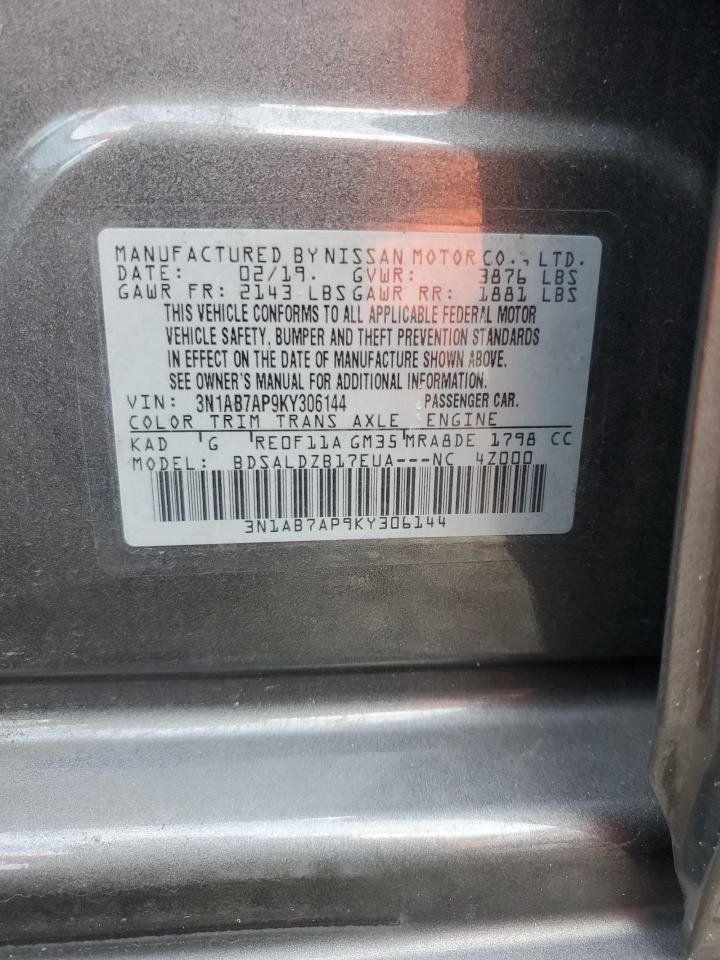 MANUFACTURED BY NISSAN MOTOR CO., LTD.
DATE: 02/19. GVWR: 3876 LBS
GAWR FR: 2143 LBS GAWR RR: 1881 LBS
THIS VEHICLE CONFORMS TO ALL APPLICABLE FEDERAL MOTOR
VEHICLE SAFETY, BUMPER AND THEFT PREVENTION STANDARDS
IN EFFECT ON THE DATE OF MANUFACTURE SHOWN ABOVE.
SEE OWNER'S MANUAL FOR ADDITIONAL INFORMATION.
VIN: 3N1AB7AP9KY306144 PASSENGER CAR.
COLOR TRIM TRANS AXLE ENGINE
KAD G RE0F11A GM35 MRA8DE 1798 CC
MODEL: BDSALDZB17EUA---NC 4Z000
3N1AB7AP9KY306144